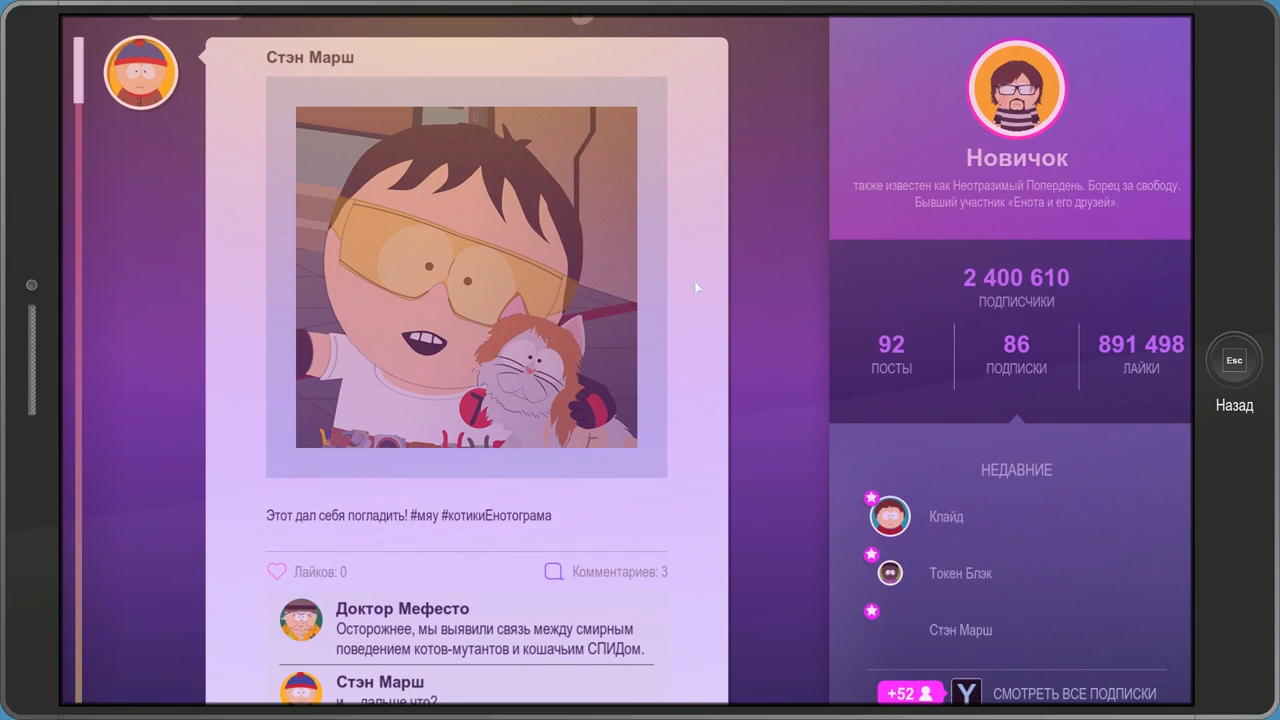 Стэн Марш
Этот дал себя погладить! #мяу #котикиЕнотограма
Лайков: 0
Комментариев: 3
Доктор Мефесто
Осторожнее, мы выявили связь между смирным
поведением котов-мутантов и кошачьим СПИДом.
Стэн Марш
и... дальше что?
Новичок
также известен как Неотразимый Попердень. Борец за свободу.
Бывший участник «Енота и его друзей».
2 400 610
ПОДПИСЧИКИ
92
ПОСТЫ
86
ПОДПИСКИ
891 498
ЛАЙКИ
НЕДАВНИЕ
Клайд
Токен Блэк
Стэн Марш
+52
Y
СМОТРЕТЬ ВСЕ ПОДПИСКИ
Esc
Назад